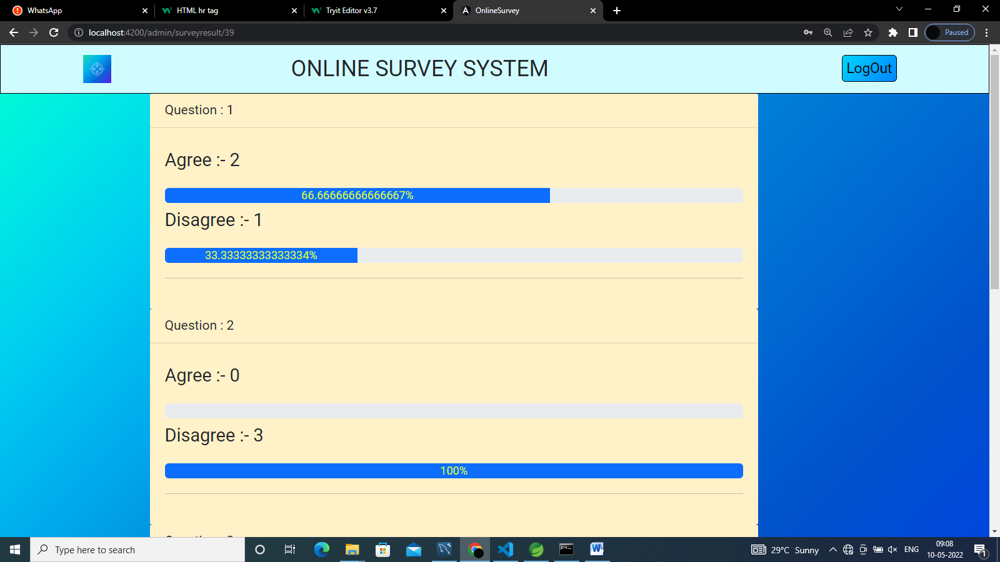 WhatsApp
HTML hr tag
Tryit Editor v3.7
OnlineSurvey
localhost:4200/admin/surveyresult/39
Paused
ONLINE SURVEY SYSTEM
LogOut
Question : 1
Agree :- 2
66.66666666666667%
Disagree :- 1
33.33333333333334%
Question : 2
Agree :- 0
Disagree :- 3
100%
Type here to search
29°C Sunny
ENG
09:08
10-05-2022
1